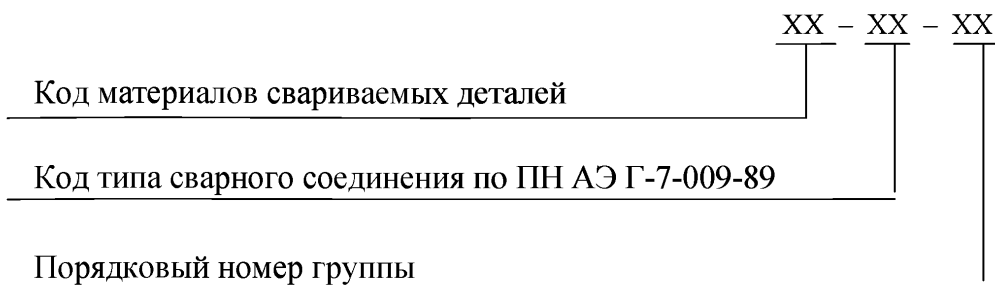 XX – XX – XX
Код материалов свариваемых деталей
Код типа сварного соединения по ПН АЭ Г-7-009-89
Порядковый номер группы